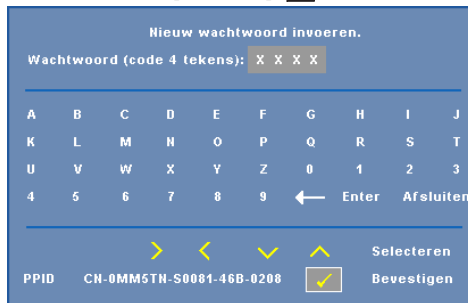 Nieuw wachtwoord invoeren.
Wachtwoord (code 4 tekens): X X X X
A B C D E F G H I J
K L M N O P Q R S T
U V W X Y Z 0 1 2 3
4 5 6 7 8 9 ← Enter Afsluiten
Selecteren
PPID CN-0MM5TN-S0081-46B-0208 Bevestigen